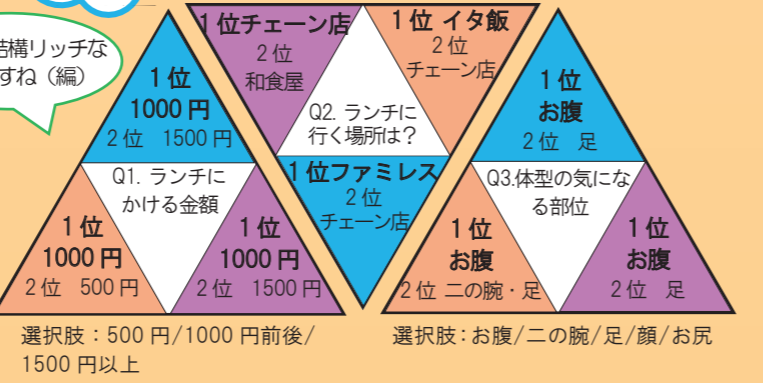 結構リッチな
すね（編）
1位
1000円
2位 1500円
Q1. ランチに
かける金額
1位
1000円
2位 500円
1位
1000円
2位 1500円
1位チェーン店
2位
和食屋
1位 イタ飯
2位
チェーン店
Q2. ランチに
行く場所は？
1位ファミレス
2位
チェーン店
1位
お腹
2位 足
Q3.体型の気にな
る部位
1位
お腹
2位 二の腕・足
1位
お腹
2位 足
選択肢：500円/1000円前後/
1500円以上
選択肢：お腹/二の腕/足/顔/お尻